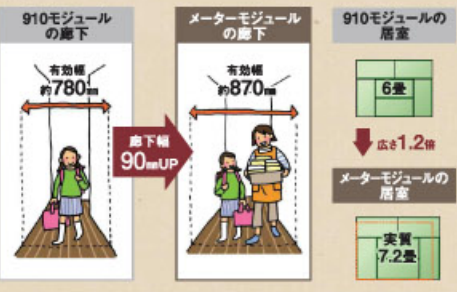 910モジュール
の廊下
有効幅
約780mm
廊下幅
90mmUP
メーターモジュール
の廊下
有効幅
約870mm
910モジュールの
居室
6畳
広さ1.2倍
メーターモジュールの
居室
実質
7.2畳